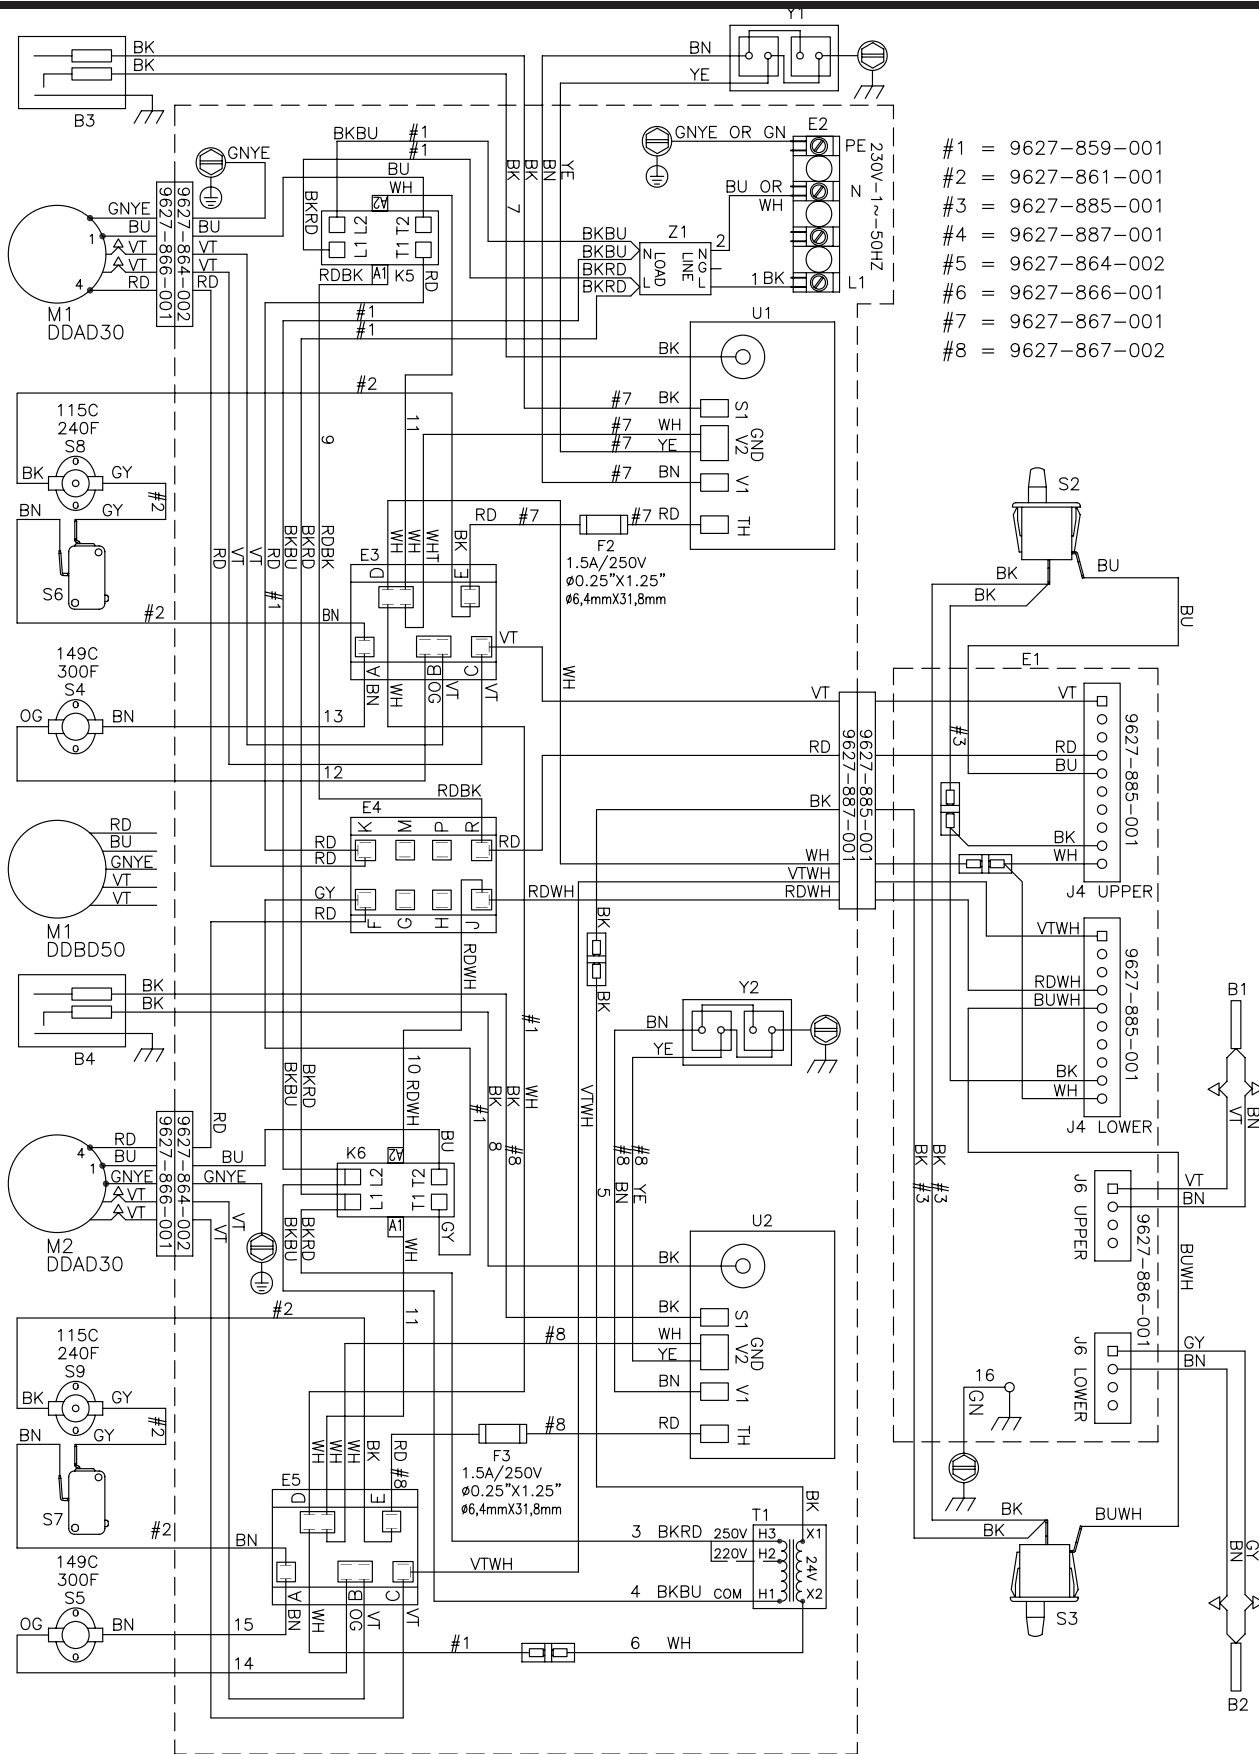 Y1
BK
BK
B3
BN
YE
#1 = 9627-859-001
#2 = 9627-861-001
#3 = 9627-885-001
#4 = 9627-887-001
#5 = 9627-864-002
#6 = 9627-866-001
#7 = 9627-867-001
#8 = 9627-867-002
E2
GNYE OR GN
PE
N
L1
230V-1~-50HZ
BU OR
WH
BKBU
#1
#1
BU
WH
GNYE
BKRD
A2
L2
L1
T2
T1
RDBK
A1
K5
RD
BK
7
BK
BN
YE
BKBU
BKBU
BKRD
BKRD
Z1
N
LOAD
L
LINE
N
G
L
2
1 BK
GNYE
BU
VT
VT
RD
1
4
9627-866-001
9627-864-002
BU
VT
VT
RD
M1
DDAD30
#1
#1
U1
BK
#7 BK
#7 WH
#7 YE
#7 BN
S1
GND
V2
V1
TH
#2
115C
240F
S8
BK
GY
#2
BN
GY
S6
#2
9
11
RD
VT
VT
RD
#1
BKBU
BKRD
RDBK
WH
WH
WHT
BK
RD #7
#7 RD
F2
1.5A/250V
ø0.25"X1.25"
ø6,4mmX31,8mm
E3
D
E
BN
A
B
C
VT
BN
WH
OG
VT
VT
WH
149C
300F
S4
OG
BN
13
12
S2
BK
BK
BU
BU
E1
VT
VT
RD
RD
BU
BK
BK
WH
WH
VTWH
RDWH
#3
9627-887-001
9627-885-001
9627-885-001
J4 UPPER
RDBK
E4
K
M
P
R
RD
RD
RD
GY
RD
F
G
H
J
RDWH
RDWH
RD
BU
GNYE
VT
VT
M1
DDBD50
BK
BK
B4
#1
BK
BK
Y2
BN
YE
VTWH
RDWH
BUWH
BK
WH
9627-885-001
J4 LOWER
B1
VT
BN
BKBU
BKRD
10 RDWH
#1
BK
8
BK
#8
WH
VTWH
5
#8
BN
#8
YE
BK
#3
BK
#3
RD
BU
GNYE
VT
VT
4
1
9627-866-001
9627-864-002
RD
BU
GNYE
VT
VT
M2
DDAD30
K6
A2
BU
L2
L1
T2
T1
A1
GY
BKBU
BKRD
WH
11
J6 UPPER
VT
BN
9627-886-001
BUWH
J6 LOWER
GY
BN
16
GN
U2
BK
BK
WH
YE
BN
RD
S1
GND
V2
V1
TH
#2
#8
#8
115C
240F
S9
BK
GY
#2
BN
GY
S7
#2
WH
WH
WH
BK
RD
#8
F3
1.5A/250V
ø0.25"X1.25"
ø6,4mmX31,8mm
E5
D
E
BN
A
B
C
VTWH
BN
WH
OG
VT
VT
149C
300F
S5
OG
BN
15
14
BK
T1
3 BKRD 250V H3
220V H2
4 BKBU COM H1
X1
24V
X2
#1
6 WH
BK
BK
BUWH
S3
BN
GY
B2